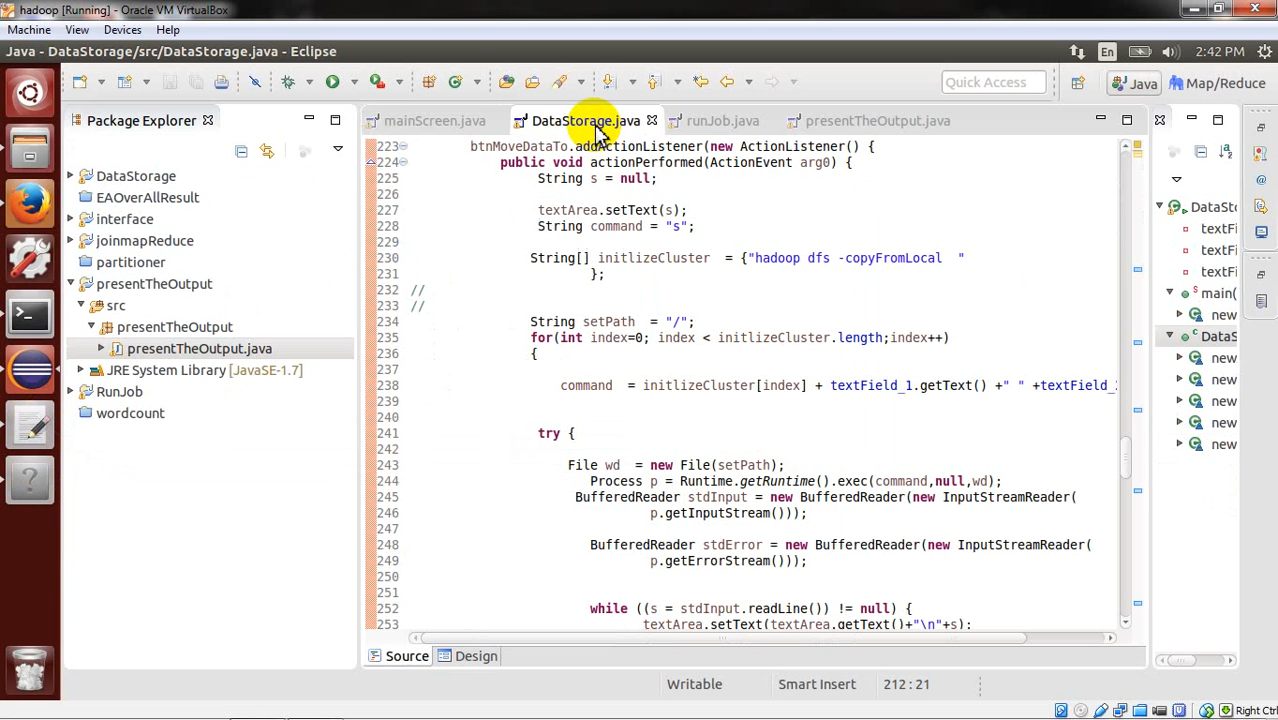 hadoop [Running] - Oracle VM VirtualBox
Machine View Devices Help
Java - DataStorage/src/DataStorage.java - Eclipse
En
2:42 PM
Quick Access
Java
Map/Reduce
Package Explorer
DataStorage
EAOverAllResult
interface
joinmapReduce
partitioner
presentTheOutput
src
presentTheOutput
presentTheOutput.java
JRE System Library [JavaSE-1.7]
RunJob
wordcount
mainScreen.java
DataStorage.java
runJob.java
presentTheOutput.java
223 btnMoveDataTo.addActionListener(new ActionListener() {
224 public void actionPerformed(ActionEvent arg0) {
225 String s = null;
226
227 textArea.setText(s);
228 String command = "s";
229
230 String[] initlizeCluster = {"hadoop dfs -copyFromLocal "
231 };
232 //
233 //
234 String setPath = "/";
235 for(int index=0; index < initlizeCluster.length;index++)
236 {
237
238 command = initlizeCluster[index] + textField_1.getText() +" " +textField_
239
240
241 try {
242
243 File wd = new File(setPath);
244 Process p = Runtime.getRuntime().exec(command,null,wd);
245 BufferedReader stdInput = new BufferedReader(new InputStreamReader(
246 p.getInputStream()));
247
248 BufferedReader stdError = new BufferedReader(new InputStreamReader(
249 p.getErrorStream()));
250
251
252 while ((s = stdInput.readLine()) != null) {
253 textArea.setText(textArea.getText()+"\n"+s);
Source
Design
DataSto
textFi
textFi
textFi
main(
new
DataS
new
new
new
new
new
Writable
Smart Insert
212 : 21
Right Ctrl